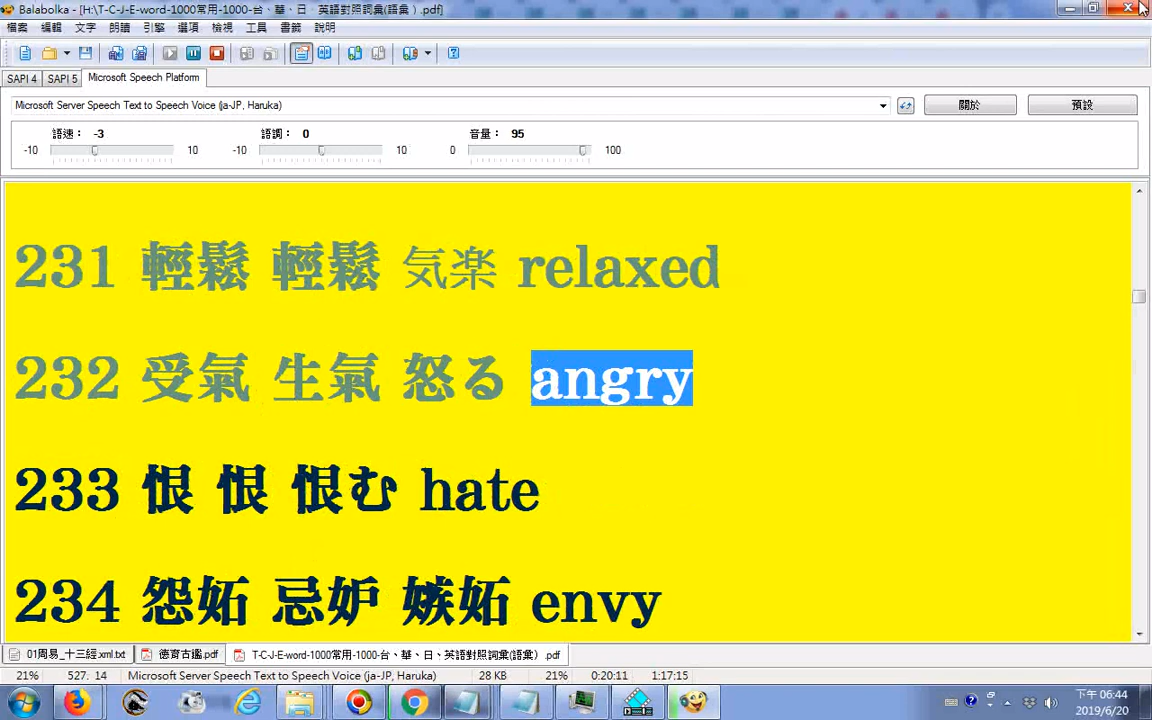 Balabolka - [H:\T-C-J-E-word-1000常用-1000-台、華、日、英語對照詞彙(語彙）.pdf]
檔案 編輯 文字 朗讀 引擎 選項 檢視 工具 書籤 說明
SAPI 4 SAPI 5 Microsoft Speech Platform
Microsoft Server Speech Text to Speech Voice (ja-JP, Haruka) 關於 預設
語速： -3 語調： 0 音量： 95
-10 10 -10 10 0 100
231 輕鬆 輕鬆 気楽 relaxed
232 受氣 生氣 怒る angry
233 恨 恨 恨む hate
234 怨妬 忌妒 嫉妬 envy
01周易_十三經.xml.txt 德育古鑑.pdf T-C-J-E-word-1000常用-1000-台、華、日、英語對照詞彙(語彙）.pdf
21% 527: 14 Microsoft Server Speech Text to Speech Voice (ja-JP, Haruka) 28 KB 21% 0:20:11 1:17:15
下午 06:44
2019/6/20